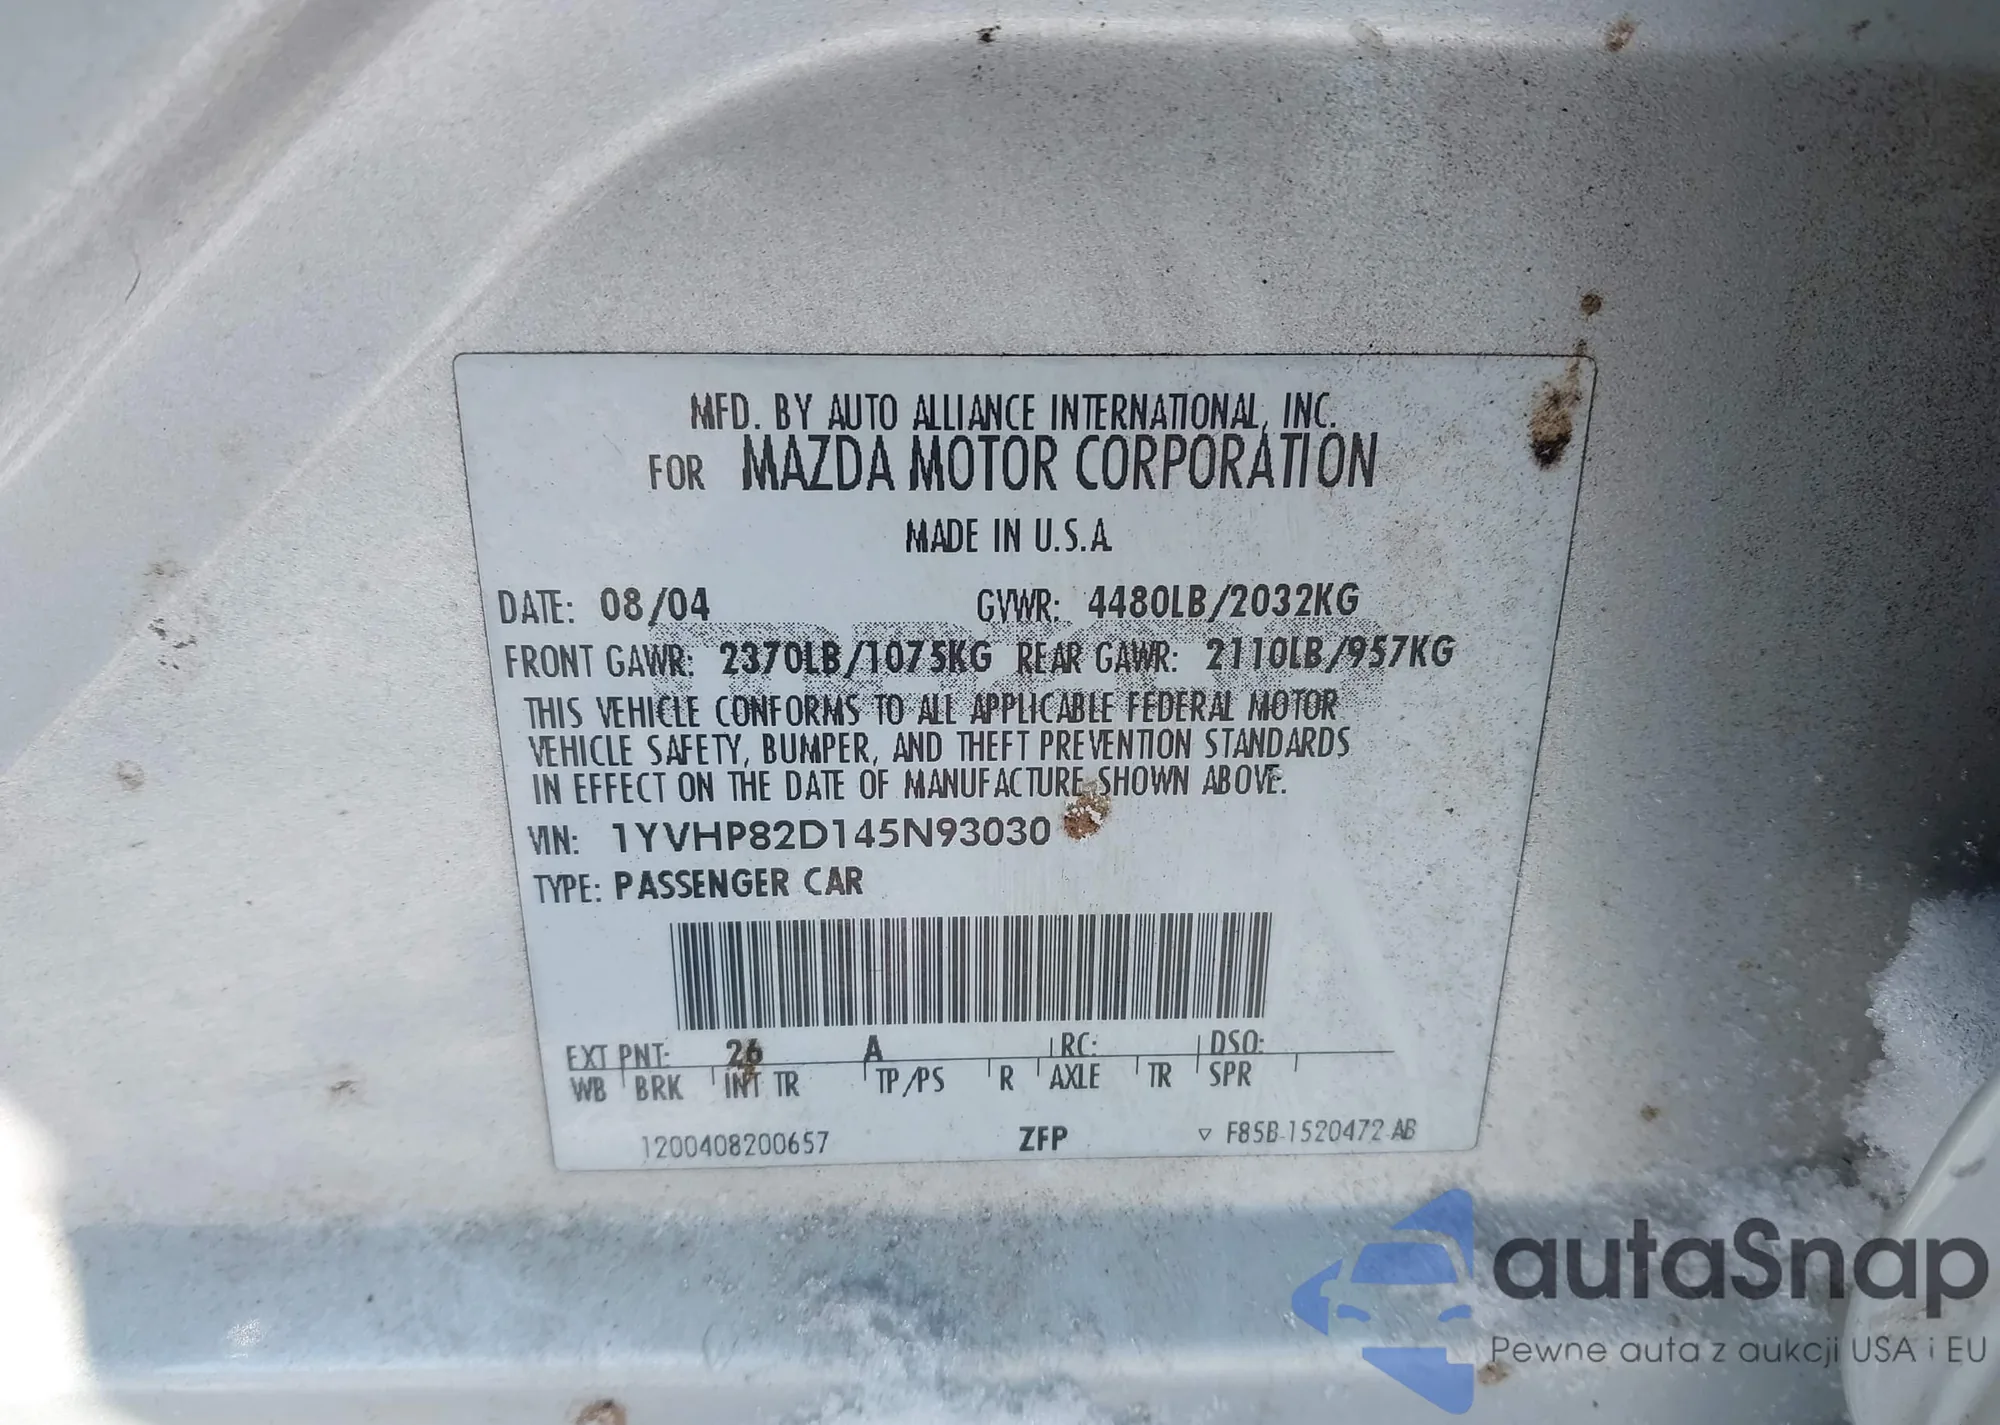 MFD. BY AUTO ALLIANCE INTERNATIONAL, INC.
FOR MAZDA MOTOR CORPORATION
MADE IN U.S.A.
DATE: 08/04 GVWR: 4480LB/2032KG
FRONT GAWR: 2370LB/1075KG REAR GAWR: 2110LB/957KG
THIS VEHICLE CONFORMS TO ALL APPLICABLE FEDERAL MOTOR
VEHICLE SAFETY, BUMPER, AND THEFT PREVENTION STANDARDS
IN EFFECT ON THE DATE OF MANUFACTURE SHOWN ABOVE.
VIN: 1YVHP82D145N93030
TYPE: PASSENGER CAR
EXT PNT: 26 A RC: DSO:
WB BRK INT TR TP/PS R AXLE TR SPR
1200408200657 ZFP ▽ F85B-1520472-AB
autaSnap
Pewne auta z aukcji USA i EU